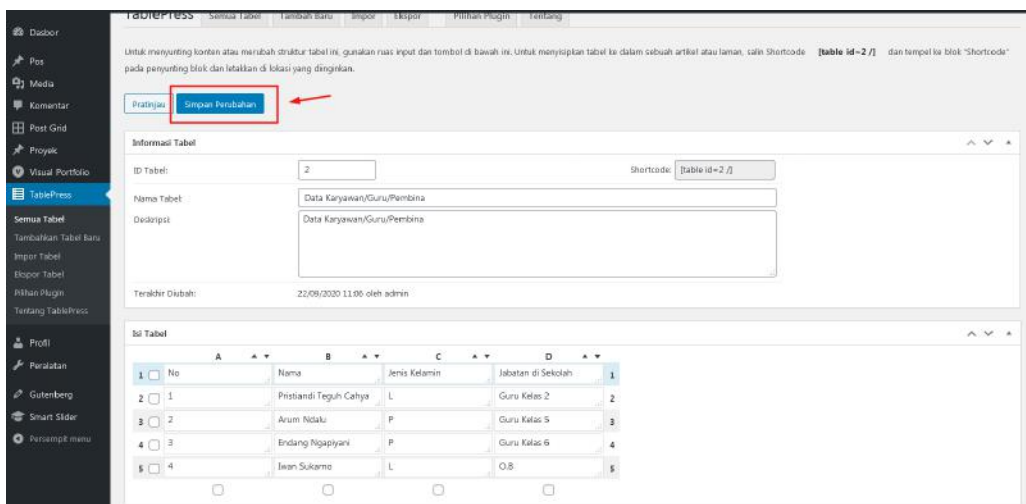 TablePress Semua Tabel Tambah Baru Impor Ekspor Pilihan Plugin Tentang
Dasbor
Pos
Media
Komentar
Post Grid
Proyek
Visual Portfolio
TablePress
Semua Tabel
Tambahkan Tabel Baru
Impor Tabel
Ekspor Tabel
Pilihan Plugin
Tentang TablePress
Profil
Peralatan
Gutenberg
Smart Slider
Persempit menu
Untuk menyunting konten atau merubah struktur tabel ini, gunakan ruas input dan tombol di bawah ini. Untuk menyisipkan tabel ke dalam sebuah artikel atau laman, salin Shortcode [table id=2 /] dan tempel ke blok "Shortcode"
pada penyunting blok dan letakkan di lokasi yang diinginkan.
Pratinjau Simpan Perubahan
Informasi Tabel
ID Tabel: 2 Shortcode: [table id=2 /]
Nama Tabel: Data Karyawan/Guru/Pembina
Deskripsi: Data Karyawan/Guru/Pembina
Terakhir Diubah: 22/09/2020 11:06 oleh admin
Isi Tabel
A B C D
1 No Nama Jenis Kelamin Jabatan di Sekolah 1
2 1 Pristiandi Teguh Cahya L Guru Kelas 2 2
3 2 Arum Ndalu P Guru Kelas 5 3
4 3 Endang Ngapiyani P Guru Kelas 6 4
5 4 Iwan Sukarno L O.B 5